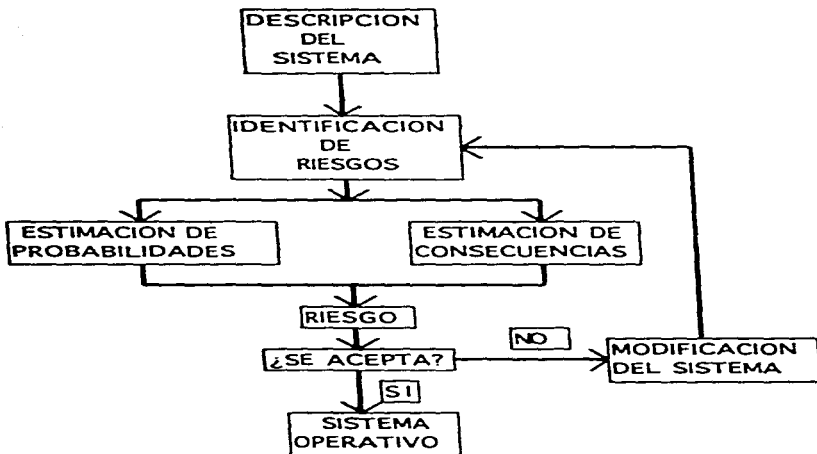 DESCRIPCION
DEL
SISTEMA
IDENTIFICACION
DE
RIESGOS
ESTIMACION DE
PROBABILIDADES
ESTIMACION DE
CONSECUENCIAS
RIESGO
¿SE ACEPTA?
NO
MODIFICACION
DEL SISTEMA
SI
SISTEMA
OPERATIVO